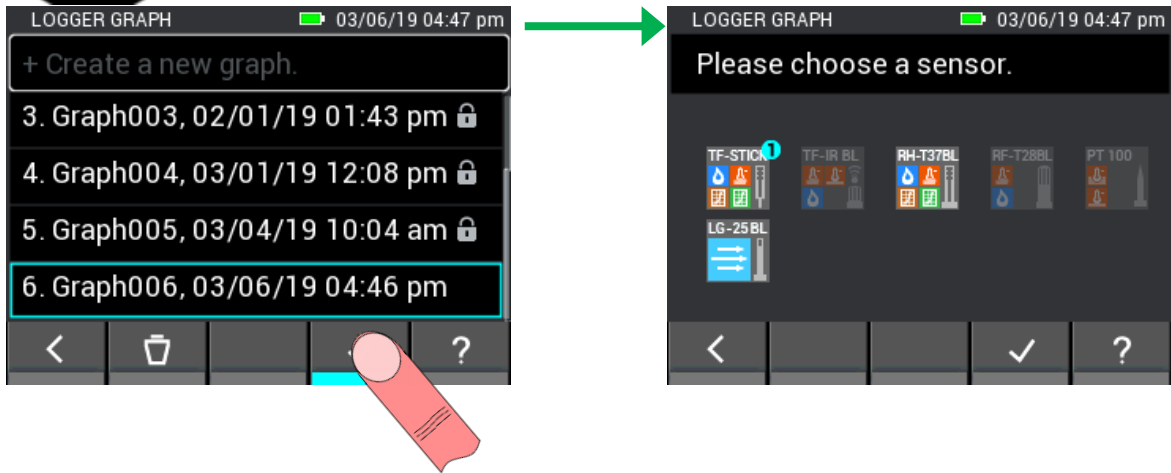 LOGGER GRAPH 03/06/19 04:47 pm
+ Create a new graph.
3. Graph003, 02/01/19 01:43 pm
4. Graph004, 03/01/19 12:08 pm
5. Graph005, 03/04/19 10:04 am
6. Graph006, 03/06/19 04:46 pm
?
LOGGER GRAPH 03/06/19 04:47 pm
Please choose a sensor.
TF-STICK 1 TF-IR BL RH-T37BL RF-T28BL PT 100
LG-25 BL
?